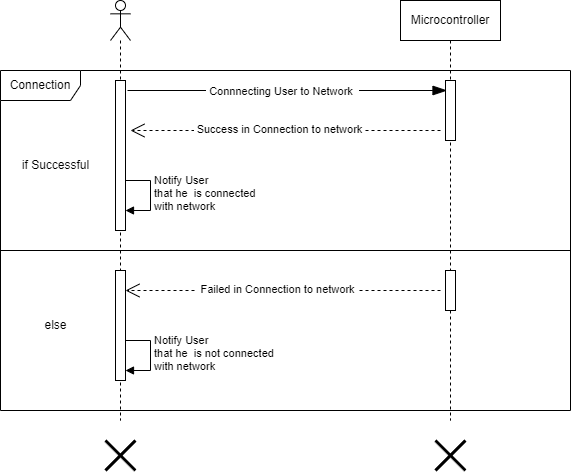 Microcontroller
Connection
Connnecting User to Network
Success in Connection to network
if Successful
Notify User
that he  is connected
with network
Failed in Connection to network
else
Notify User
that he  is not connected
with network